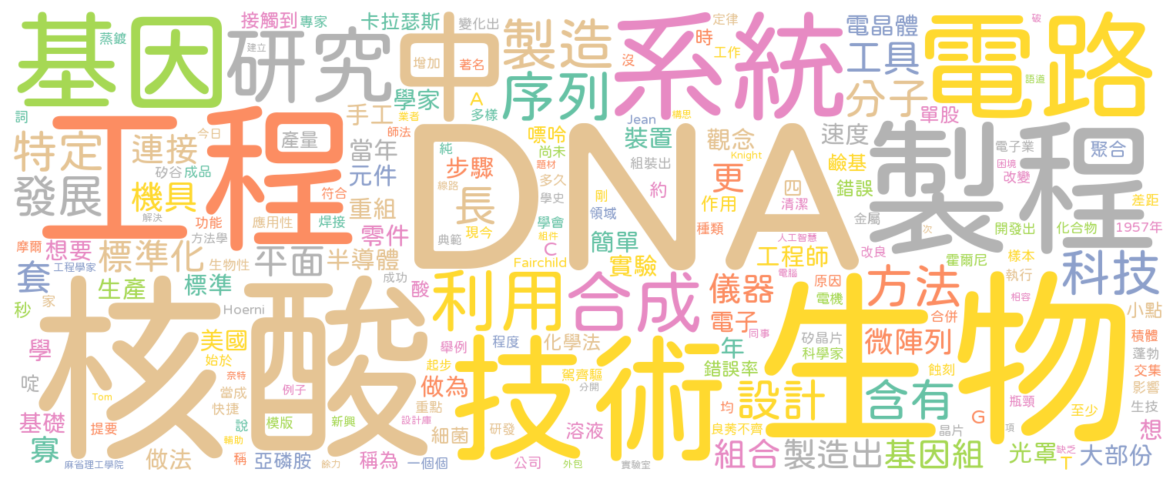 基因
研究
中
系統
電路
工程
DNA
製程
核酸
技術
生物
蒸鍍
接觸到
專家
卡拉瑟斯
變化出
建立
增加
著名
業者
製造
時
定律
工作
沒
破
電晶體
工具
語道
詞
今日
產量
手工
師法
學家
A
多樣
序列
Jean
構思
分子
單股
特定
連接
當年
步驟
嘌呤
尚未
裝置
觀念
速度
電子業
困境
聚合
發展
機具
矽谷
成品
元件
純
題材
組裝出
Knight
鹼基
改變
線路
多久
剛
約
更
四
錯誤
差距
符合
重組
長
學史
領域
作用
清潔
金屬
功能
應用性
焊接
學會
種類
開發出
化合物
1957年
摩爾
想要
標準化
解決
方法學
零件
典範
現今
C
組件
簡單
人工智慧
工程師
改良
次
套
工程學家
生物性
平面
半導體
Fairchild
實驗
電腦
霍爾尼
樣本
科技
成功
秒
家
生產
標準
Hoerni
酸
利用
合成
儀器
原因
電機
方法
執行
相容
小點
學
美國
始於
電子
同事
矽晶片
合併
微陣列
積體
蓬勃
奈特
舉例
程度
化學法
年
錯誤率
科學家
蝕刻
交集
影響
啶
Tom
當成
快捷
例子
起步
做為
駕齊驅
分開
設計
含有
瓶頸
至少
生技
基礎
提要
說
模版
新興
重點
設計庫
細菌
研發
溶液
均
良莠不齊
晶片
G
項
想
寡
做法
稱
輔助
亞磷胺
稱為
一個個
公司
組合
製造出
基因組
光罩
缺乏
大部份
麻省理工學院
餘力
外包
實驗室
T